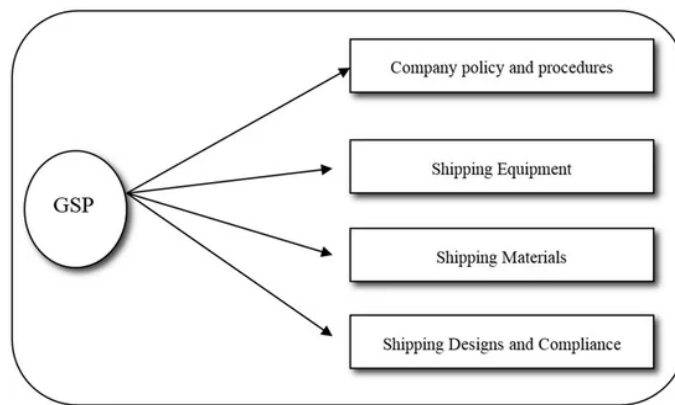 Company policy and procedures
Shipping Equipment
GSP
Shipping Materials
Shipping Designs and Compliance